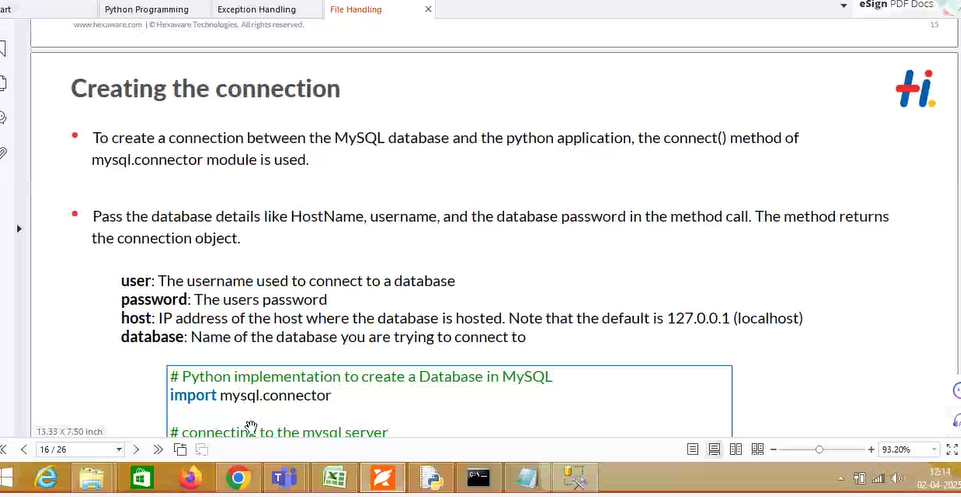 art
Python Programming
Exception Handling
File Handling
eSign PDF Docs
www.hexaware.com | © Hexaware Technologies. All rights reserved.
15
Creating the connection
Hi.
• To create a connection between the MySQL database and the python application, the connect() method of
mysql.connector module is used.
• Pass the database details like HostName, username, and the database password in the method call. The method returns
the connection object.
user: The username used to connect to a database
password: The users password
host: IP address of the host where the database is hosted. Note that the default is 127.0.0.1 (localhost)
database: Name of the database you are trying to connect to
# Python implementation to create a Database in MySQL
import mysql.connector
# connecting to the mysql server
13.33 X 7.50 inch
16 / 26
93.20%
12:14
02-04-2025